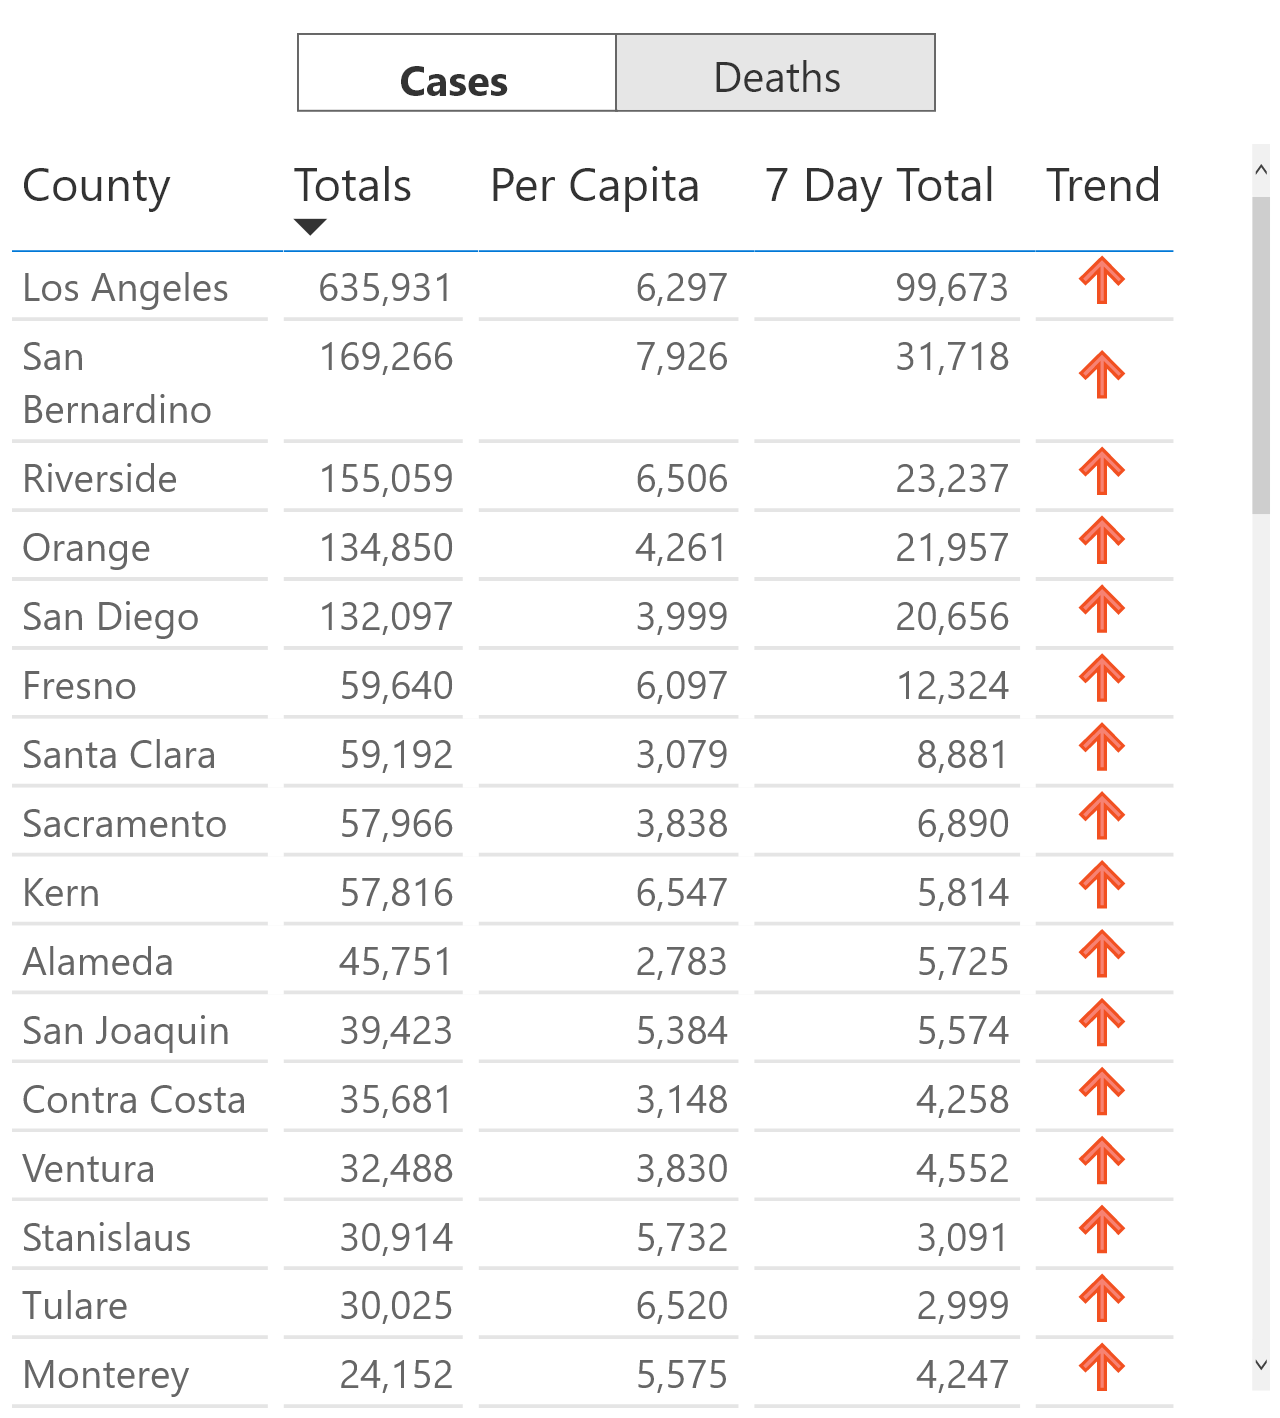 Cases Deaths
County Totals Per Capita 7 Day Total Trend
Los Angeles 635,931 6,297 99,673
San 169,266 7,926 31,718
Bernardino
Riverside 155,059 6,506 23,237
Orange 134,850 4,261 21,957
San Diego 132,097 3,999 20,656
Fresno 59,640 6,097 12,324
Santa Clara 59,192 3,079 8,881
Sacramento 57,966 3,838 6,890
Kern 57,816 6,547 5,814
Alameda 45,751 2,783 5,725
San Joaquin 39,423 5,384 5,574
Contra Costa 35,681 3,148 4,258
Ventura 32,488 3,830 4,552
Stanislaus 30,914 5,732 3,091
Tulare 30,025 6,520 2,999
Monterey 24,152 5,575 4,247